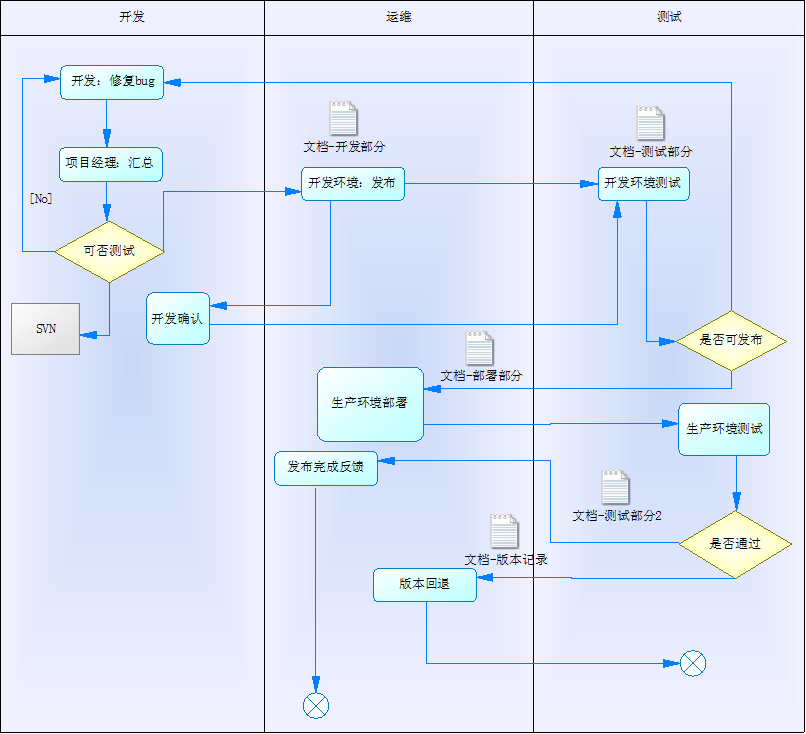 开发
运维
测试
开发：修复bug
文档-开发部分
文档-测试部分
项目经理：汇总
[No]
开发环境：发布
开发环境测试
可否测试
SVN
开发确认
是否可发布
文档-部署部分
生产环境部署
生产环境测试
发布完成反馈
文档-测试部分2
是否通过
文档-版本记录
版本回退